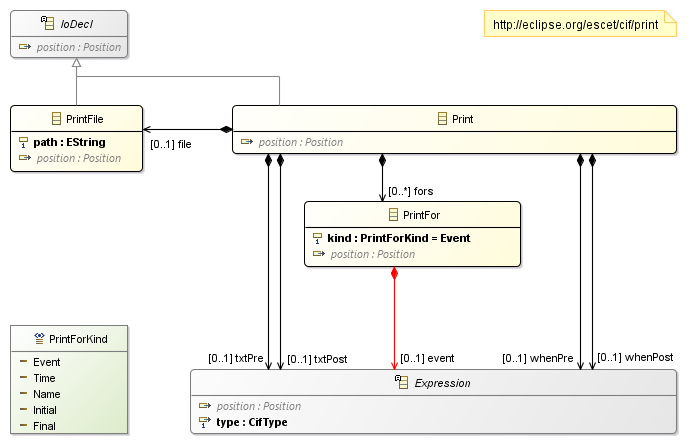 IoDecl
position : Position
http://eclipse.org/escet/cif/print
PrintFile
path : EString
position : Position
[0..1] file
Print
position : Position
[0..*] fors
PrintFor
kind : PrintForKind = Event
position : Position
PrintForKind
Event
Time
Name
Initial
Final
[0..1] txtPre
[0..1] txtPost
[0..1] event
[0..1] whenPre
[0..1] whenPost
Expression
position : Position
type : CifType